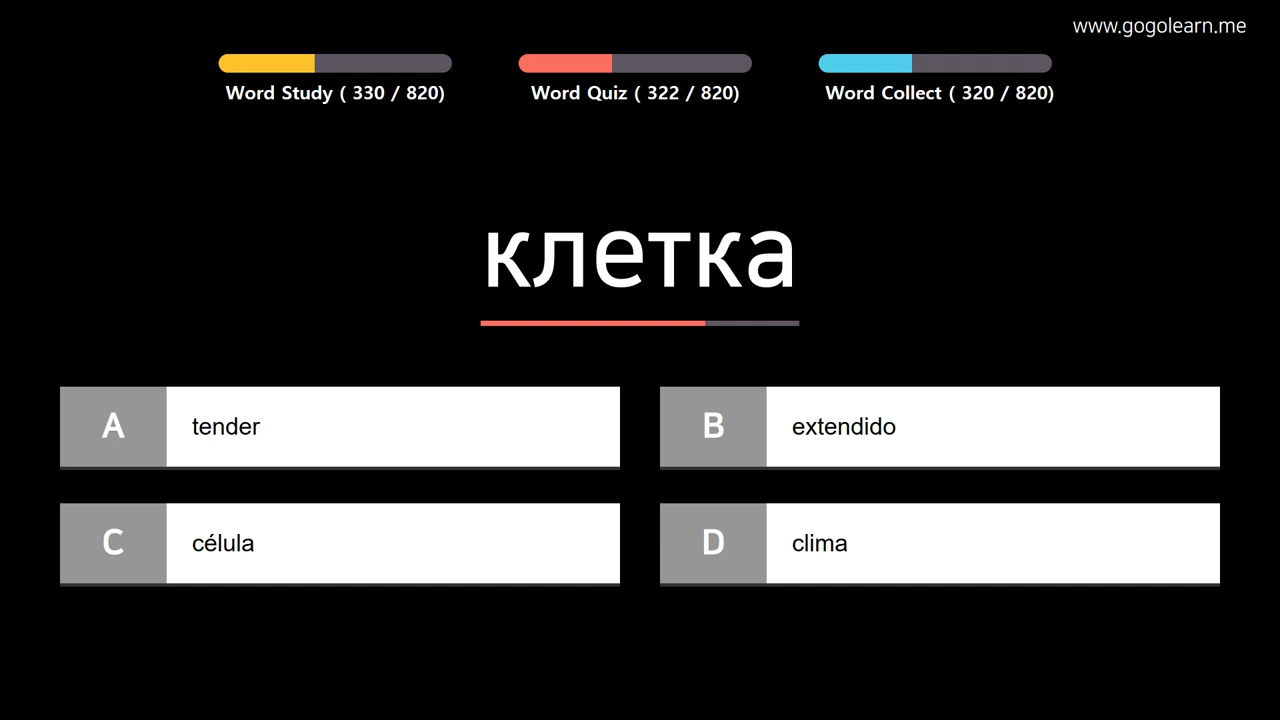 www.gogolearn.me
Word Study ( 330 / 820)
Word Quiz ( 322 / 820)
Word Collect ( 320 / 820)
клетка
A tender
B extendido
C célula
D clima